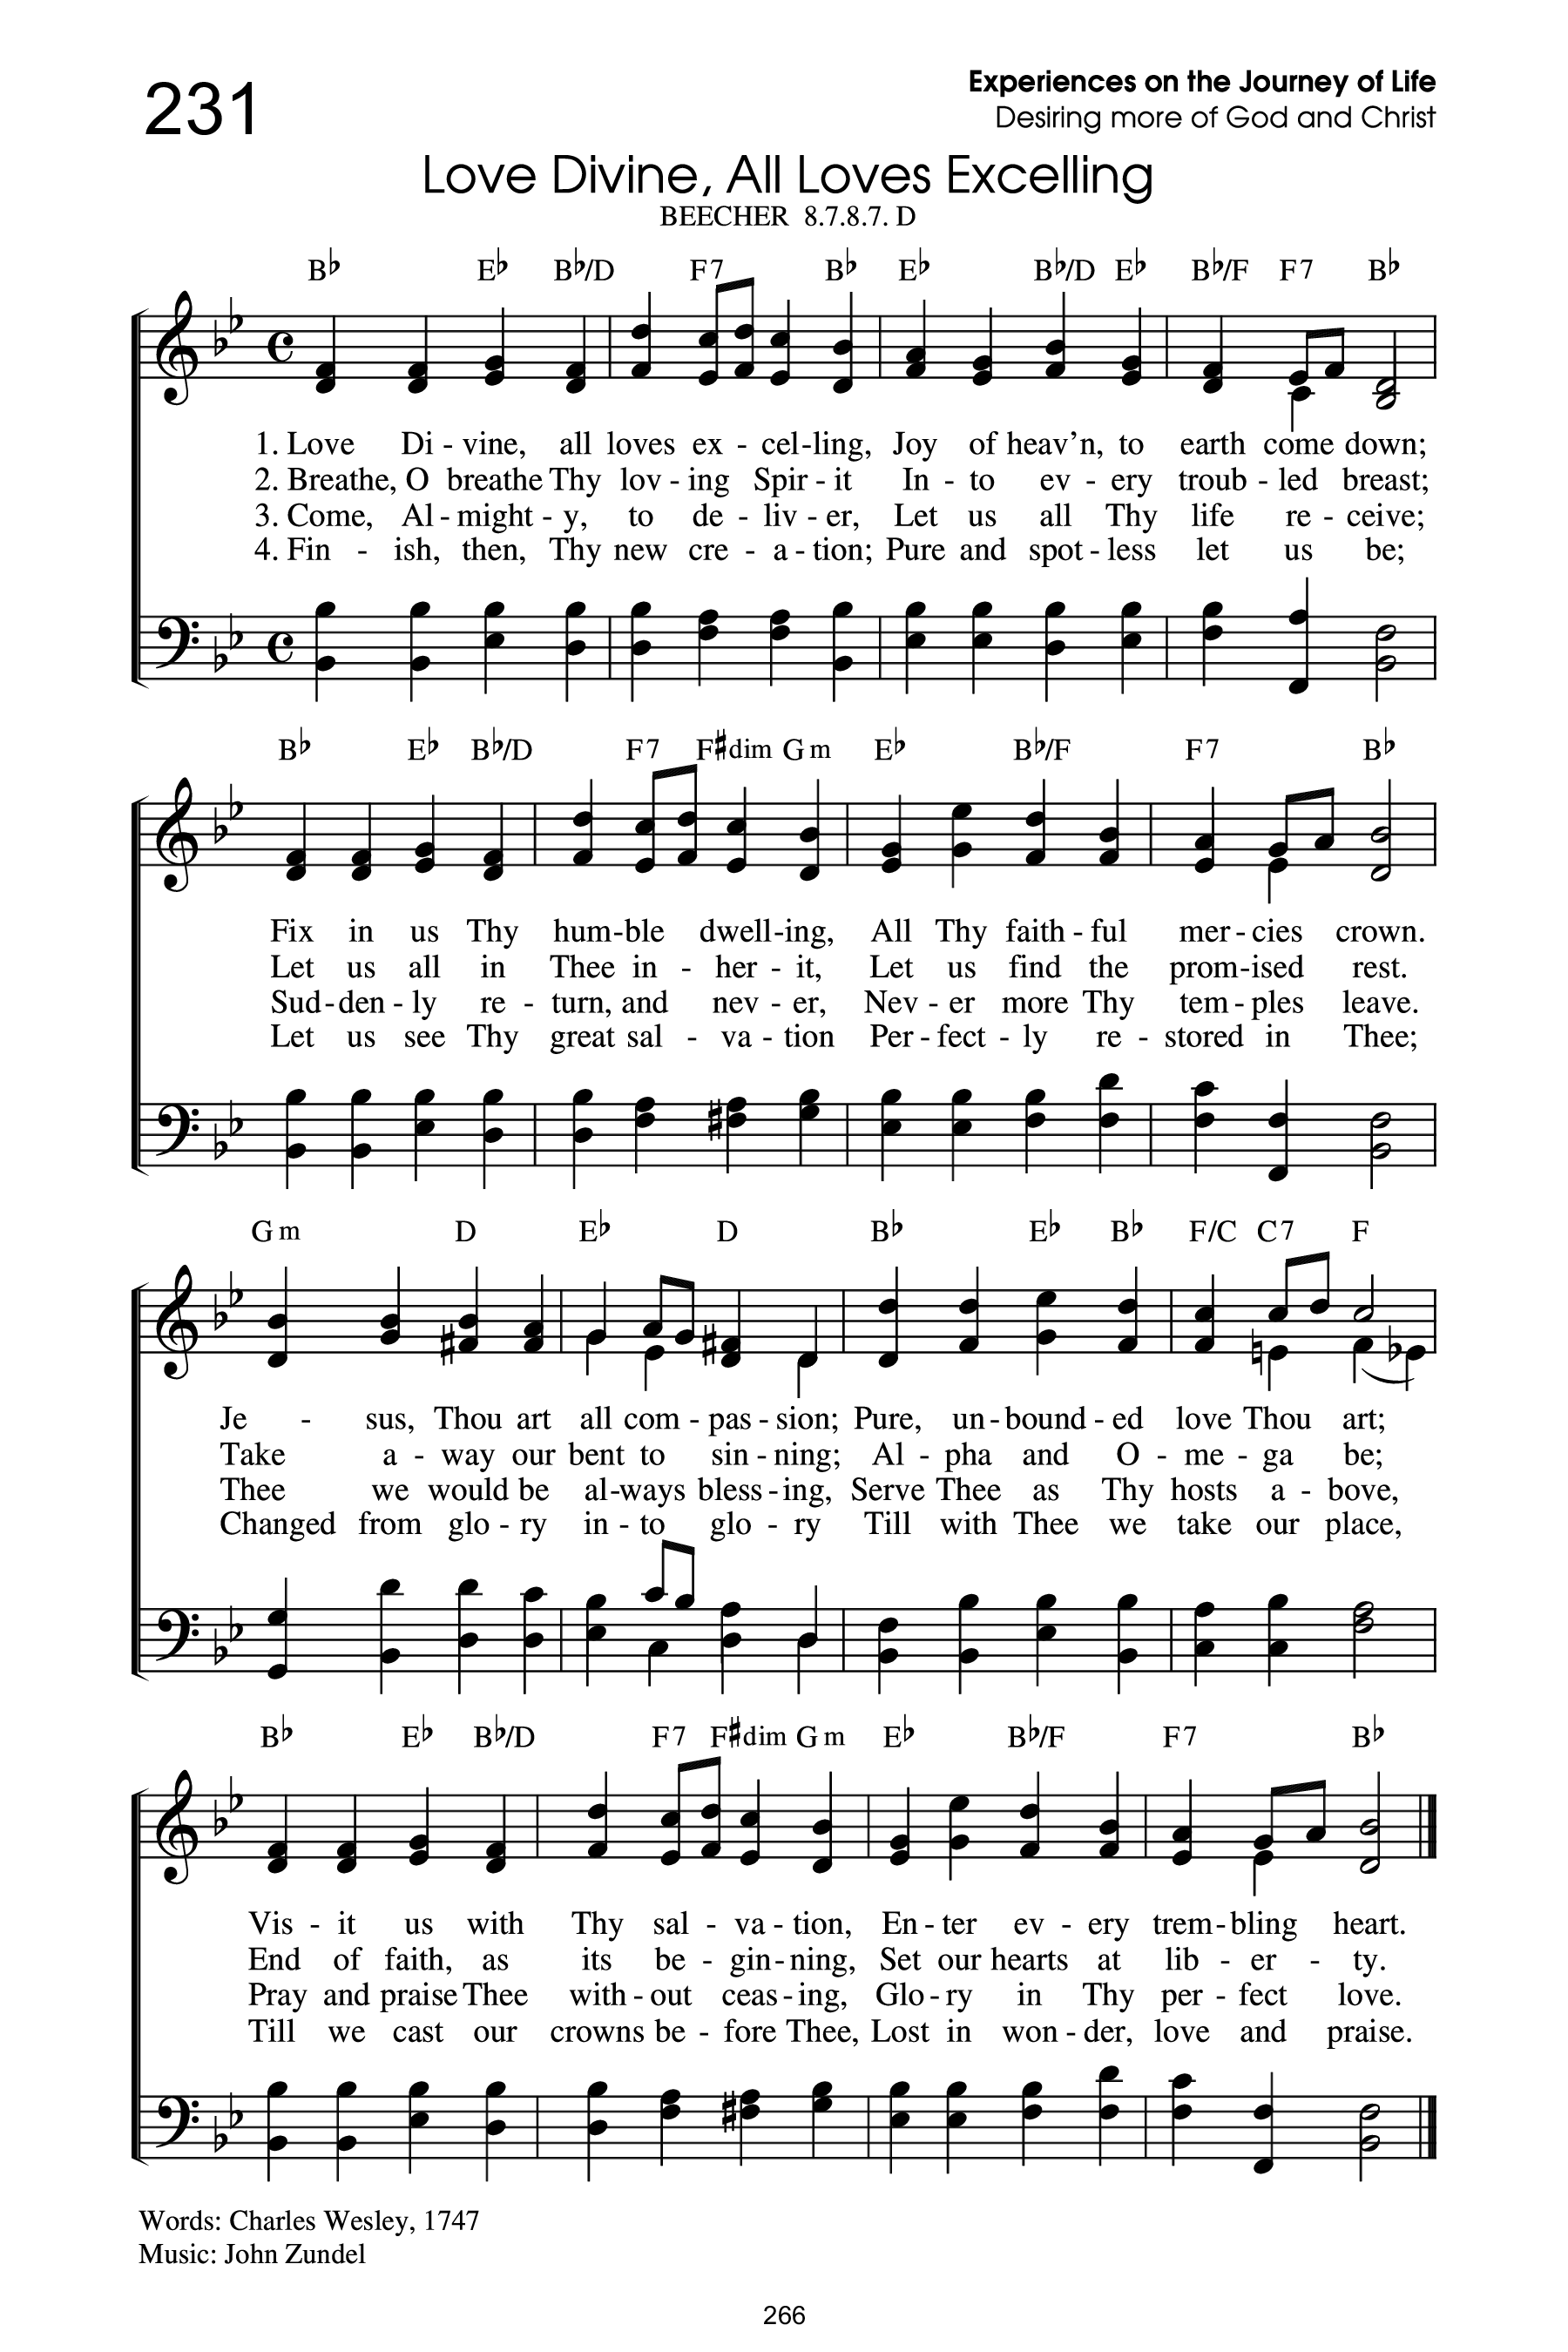 231
Experiences on the Journey of Life
Desiring more of God and Christ
Love Divine, All Loves Excelling
BEECHER 8.7.8.7. D
B♭ E♭ B♭/D F7 B♭ E♭ B♭/D E♭ B♭/F F7 B♭
1. Love Di - vine, all loves ex - cel - ling, Joy of heav’n, to earth come down;
2. Breathe, O breathe Thy lov - ing Spir - it In - to ev - ery troub - led breast;
3. Come, Al - might - y, to de - liv - er, Let us all Thy life re - ceive;
4. Fin - ish, then, Thy new cre - a - tion; Pure and spot - less let us be;
B♭ E♭ B♭/D F7 F♯dim Gm E♭ B♭/F F7 B♭
Fix in us Thy hum - ble dwell - ing, All Thy faith - ful mer - cies crown.
Let us all in Thee in - her - it, Let us find the prom - ised rest.
Sud - den - ly re - turn, and nev - er, Nev - er more Thy tem - ples leave.
Let us see Thy great sal - va - tion Per - fect - ly re - stored in Thee;
Gm D E♭ D B♭ E♭ B♭ F/C C7 F
Je - sus, Thou art all com - pas - sion; Pure, un - bound - ed love Thou art;
Take a - way our bent to sin - ning; Al - pha and O - me - ga be;
Thee we would be al - ways bless - ing, Serve Thee as Thy hosts a - bove,
Changed from glo - ry in - to glo - ry Till with Thee we take our place,
B♭ E♭ B♭/D F7 F♯dim Gm E♭ B♭/F F7 B♭
Vis - it us with Thy sal - va - tion, En - ter ev - ery trem - bling heart.
End of faith, as its be - gin - ning, Set our hearts at lib - er - ty.
Pray and praise Thee with - out ceas - ing, Glo - ry in Thy per - fect love.
Till we cast our crowns be - fore Thee, Lost in won - der, love and praise.
Words: Charles Wesley, 1747
Music: John Zundel
266